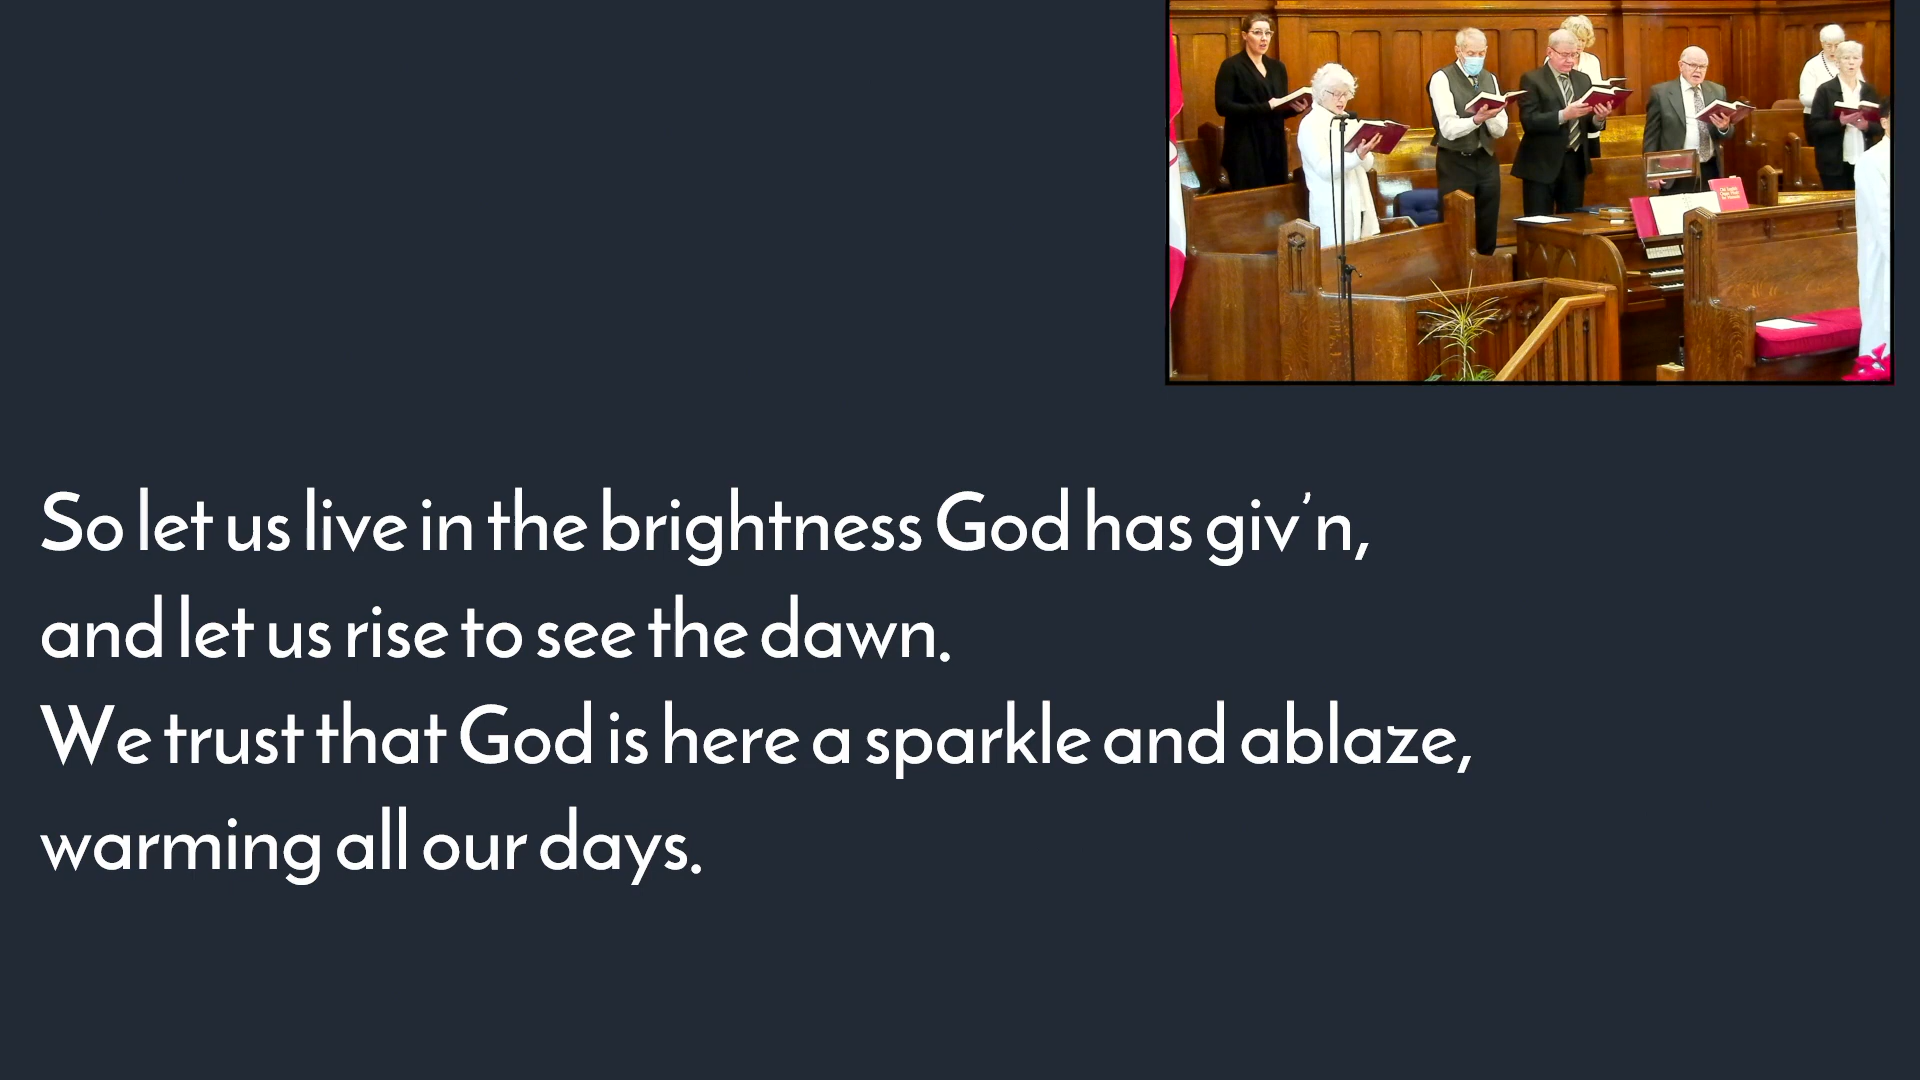 So let us live in the brightness God has giv'n,
and let us rise to see the dawn.
We trust that God is here a sparkle and ablaze,
warming all our days.